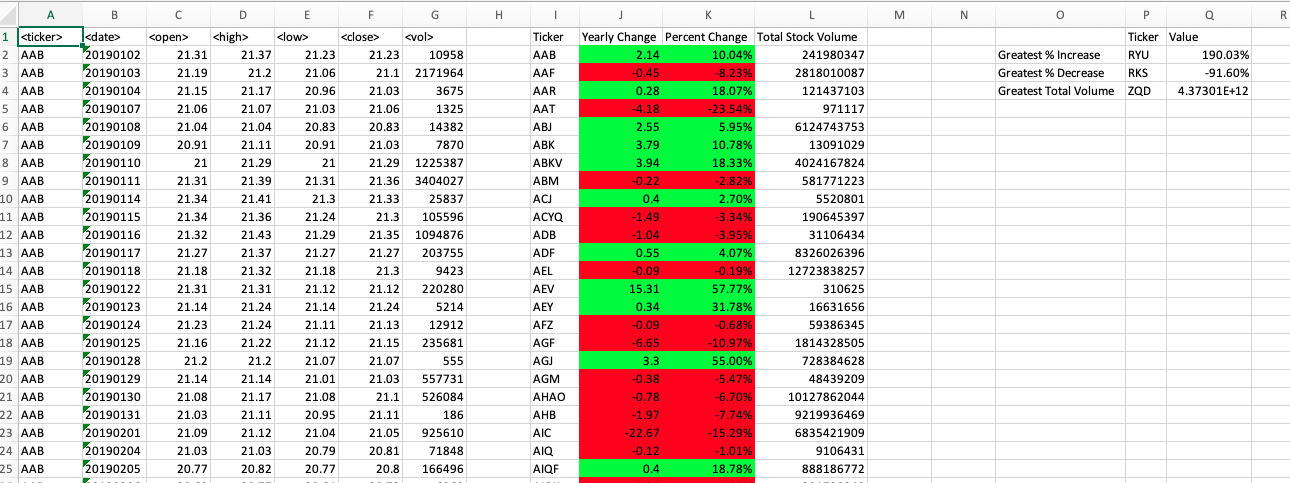 A B C D E F G H I J K L M N O P Q R
1 <ticker> <date> <open> <high> <low> <close> <vol> Ticker Yearly Change Percent Change Total Stock Volume Ticker Value
2 AAB 20190102 21.31 21.37 21.23 21.23 10958 AAB 2.14 10.04% 241980347 Greatest % Increase RYU 190.03%
3 AAB 20190103 21.19 21.2 21.06 21.1 2171964 AAF -0.45 -8.23% 2818010087 Greatest % Decrease RKS -91.60%
4 AAB 20190104 21.15 21.17 20.96 21.03 3675 AAR 0.28 18.07% 121437103 Greatest Total Volume ZQD 4.37301E+12
5 AAB 20190107 21.06 21.07 21.03 21.06 1325 AAT -4.18 -23.54% 971117
6 AAB 20190108 21.04 21.04 20.83 20.83 14382 ABJ 2.55 5.95% 6124743753
7 AAB 20190109 20.91 21.11 20.91 21.03 7870 ABK 3.79 10.78% 13091029
8 AAB 20190110 21 21.29 21 21.29 1225387 ABKV 3.94 18.33% 4024167824
9 AAB 20190111 21.31 21.39 21.31 21.36 3404027 ABM -0.22 -2.82% 581771223
10 AAB 20190114 21.34 21.41 21.3 21.33 25837 ACJ 0.4 2.70% 5520801
11 AAB 20190115 21.34 21.36 21.24 21.3 105596 ACYQ -1.49 -3.34% 190645397
12 AAB 20190116 21.32 21.43 21.29 21.35 1094876 ADB -1.04 -3.95% 31106434
13 AAB 20190117 21.27 21.37 21.27 21.27 203755 ADF 0.55 4.07% 8326026396
14 AAB 20190118 21.18 21.32 21.18 21.3 9423 AEL -0.09 -0.19% 12723838257
15 AAB 20190122 21.31 21.31 21.12 21.12 220280 AEV 15.31 57.77% 310625
16 AAB 20190123 21.14 21.24 21.14 21.24 5214 AEY 0.34 31.78% 16631656
17 AAB 20190124 21.23 21.24 21.11 21.13 12912 AFZ -0.09 -0.68% 59386345
18 AAB 20190125 21.16 21.22 21.12 21.15 235681 AGF -6.65 -10.97% 1814328505
19 AAB 20190128 21.2 21.2 21.07 21.07 555 AGJ 3.3 55.00% 728384628
20 AAB 20190129 21.14 21.14 21.01 21.03 557731 AGM -0.38 -5.47% 48439209
21 AAB 20190130 21.08 21.17 21.08 21.1 526084 AHAO -0.78 -6.70% 10127862044
22 AAB 20190131 21.03 21.11 20.95 21.11 186 AHB -1.97 -7.74% 9219936469
23 AAB 20190201 21.09 21.12 21.04 21.05 925610 AIC -22.67 -15.29% 6835421909
24 AAB 20190204 21.03 21.03 20.79 20.81 71848 AIQ -0.12 -1.01% 9106431
25 AAB 20190205 20.77 20.82 20.77 20.8 166496 AIQF 0.4 18.78% 888186772